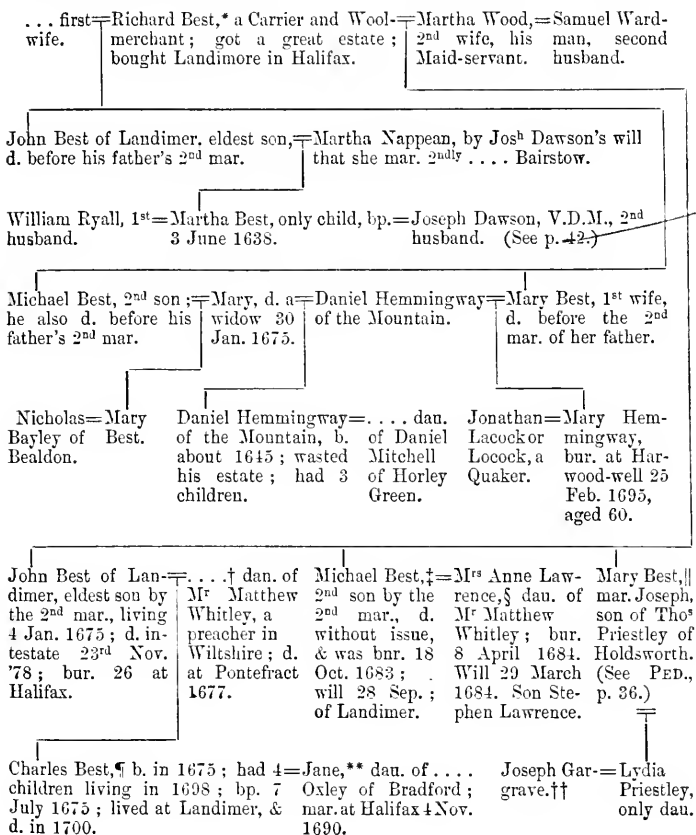 . . . first=Richard Best,* a Carrier and Wool-=Martha Wood,=Samuel Ward-
wife. merchant; got a great estate; 2nd wife, his man, second
bought Landimore in Halifax. Maid-servant. husband.
John Best of Landimer. eldest son,=Martha Nappean, by Josh Dawson's will
d. before his father's 2nd mar. that she mar. 2ndly . . . . Bairstow.
William Ryall, 1st=Martha Best, only child, bp.=Joseph Dawson, V.D.M., 2nd
husband. 3 June 1638. husband. (See p. 42.)
Michael Best, 2nd son;=Mary, d. a=Daniel Hemmingway=Mary Best, 1st wife,
he also d. before his widow 30 of the Mountain. d. before the 2nd
father's 2nd mar. Jan. 1675. mar. of her father.
Nicholas=Mary Daniel Hemmingway=. . . . dan. Jonathan=Mary Hem-
Bayley of Best. of the Mountain, b. of Daniel Lacock or mingway,
Bealdon. about 1645; wasted Mitchell Locock, a bur. at Har-
his estate; had 3 of Horley Quaker. wood-well 25
children. Green. Feb. 1695,
aged 60.
John Best of Lan-=. . . .† dan. of Michael Best,‡=Mrs Anne Law- Mary Best,||
dimer, eldest son by Mr Matthew 2nd son by the rence,§ dau. of mar. Joseph,
the 2nd mar., living Whitley, a 2nd mar., d. Mr Matthew son of Thos
4 Jan. 1675; d. in- preacher in without issue, Whitley; bur. Priestley of
testate 23rd Nov. Wiltshire; d. & was bnr. 18 8 April 1684. Holdsworth.
'78; bur. 26 at at Pontefract Oct. 1683; . Will 29 March (See PED.,
Halifax. 1677. will 28 Sep.; 1684. Son Ste- p. 36.)
of Landimer. phen Lawrence.
Charles Best,¶ b. in 1675; had 4=Jane,** dau. of . . . . Joseph Gar-=Lydia
children living in 1698; bp. 7 Oxley of Bradford; grave.†† Priestley,
July 1675; lived at Landimer, & mar. at Halifax 4 Nov. only dau.
d. in 1700. 1690.